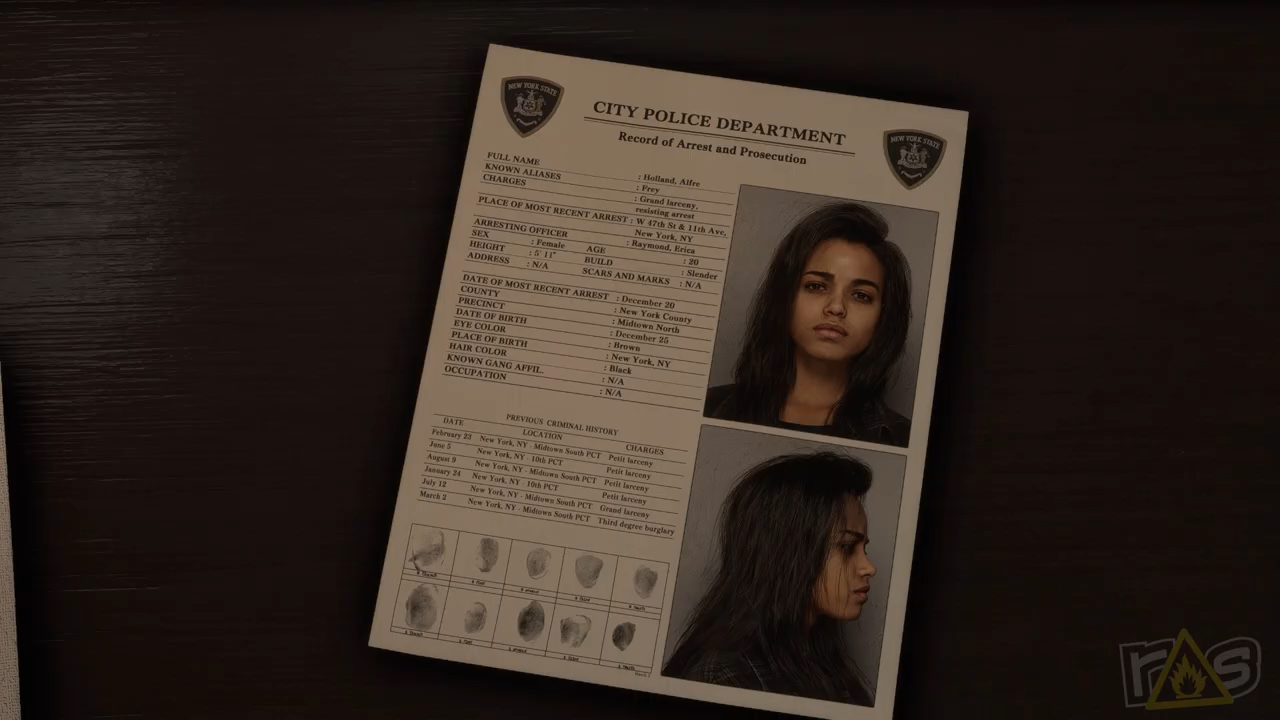 NEW YORK STATE
CITY POLICE DEPARTMENT
NEW YORK STATE
Record of Arrest and Prosecution
FULL NAME : Holland, Alfre
KNOWN ALIASES : Frey
CHARGES : Grand larceny,
resisting arrest
PLACE OF MOST RECENT ARREST : W 47th St & 11th Ave,
New York, NY
ARRESTING OFFICER : Raymond, Erica
SEX : Female AGE : 20
HEIGHT : 5' 11" BUILD : Slender
ADDRESS : N/A SCARS AND MARKS : N/A
DATE OF MOST RECENT ARREST : December 20
COUNTY : New York County
PRECINCT : Midtown North
DATE OF BIRTH : December 25
EYE COLOR : Brown
PLACE OF BIRTH : New York, NY
HAIR COLOR : Black
KNOWN GANG AFFIL. : N/A
OCCUPATION : N/A
PREVIOUS CRIMINAL HISTORY
DATE LOCATION CHARGES
February 23 New York, NY - Midtown South PCT Petit larceny
June 5 New York, NY - 10th PCT Petit larceny
August 9 New York, NY - Midtown South PCT Petit larceny
January 24 New York, NY - 10th PCT Petit larceny
July 12 New York, NY - Midtown South PCT Grand larceny
March 2 New York, NY - Midtown South PCT Third degree burglary
ras